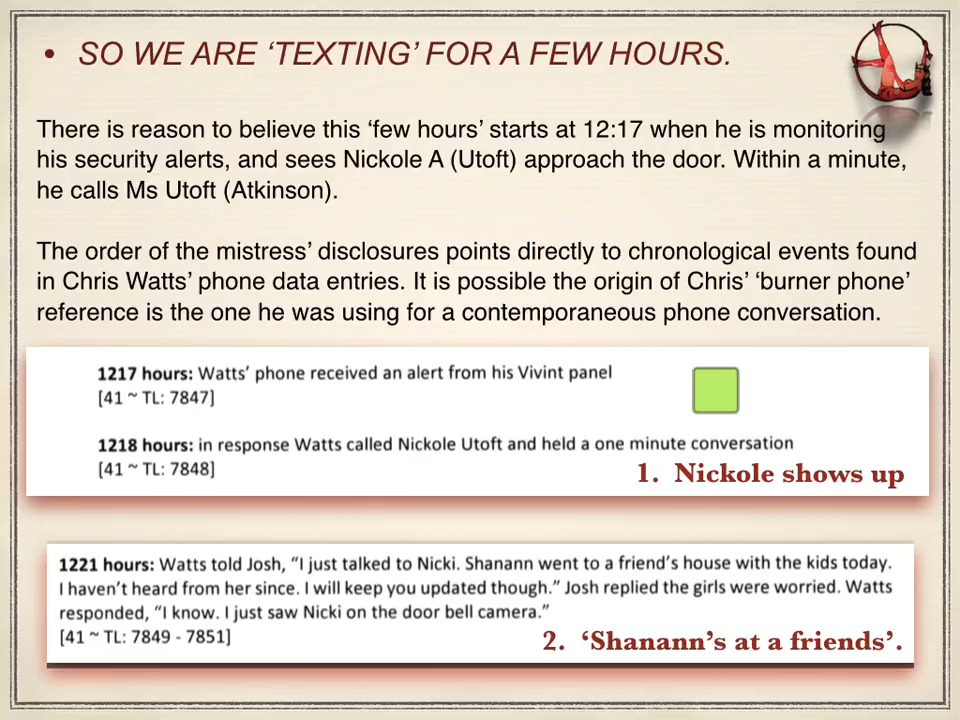 • SO WE ARE ‘TEXTING’ FOR A FEW HOURS.
There is reason to believe this ‘few hours’ starts at 12:17 when he is monitoring
his security alerts, and sees Nickole A (Utoft) approach the door. Within a minute,
he calls Ms Utoft (Atkinson).
The order of the mistress’ disclosures points directly to chronological events found
in Chris Watts’ phone data entries. It is possible the origin of Chris’ ‘burner phone’
reference is the one he was using for a contemporaneous phone conversation.
1217 hours: Watts’ phone received an alert from his Vivint panel
[41 ~ TL: 7847]
1218 hours: in response Watts called Nickole Utoft and held a one minute conversation
[41 ~ TL: 7848]
1. Nickole shows up
1221 hours: Watts told Josh, “I just talked to Nicki. Shanann went to a friend’s house with the kids today.
I haven’t heard from her since. I will keep you updated though.” Josh replied the girls were worried. Watts
responded, “I know. I just saw Nicki on the door bell camera.”
[41 ~ TL: 7849 - 7851]
2. ‘Shanann’s at a friends’.